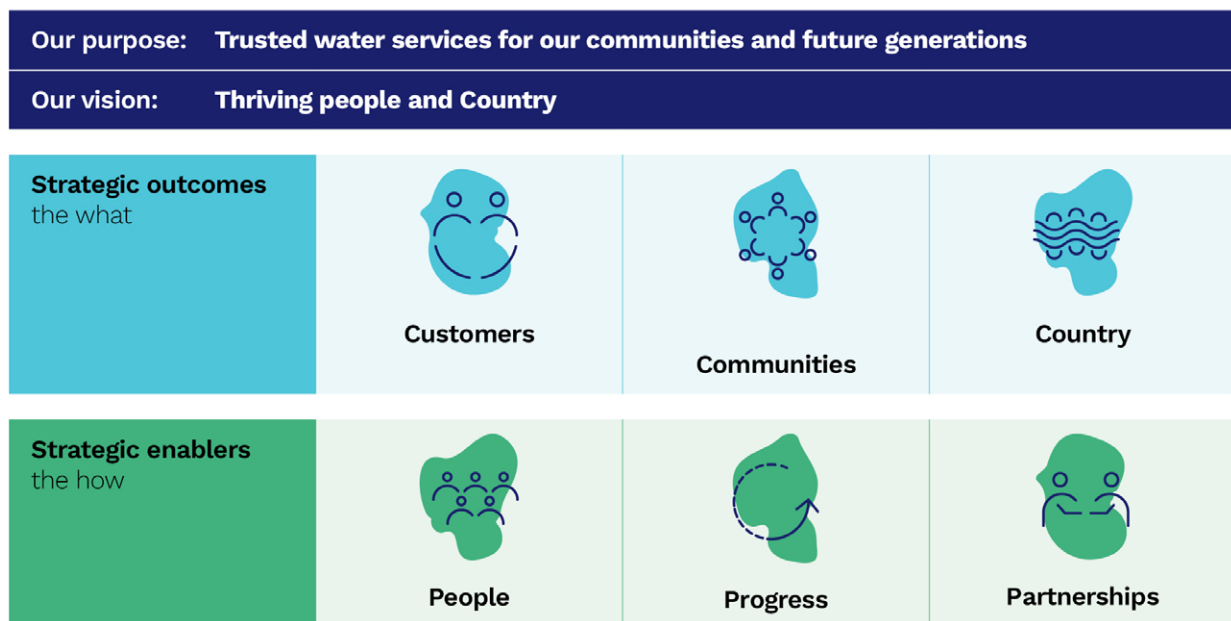 Our purpose: Trusted water services for our communities and future generations
Our vision: Thriving people and Country
Strategic outcomes
the what
Customers
Communities
Country
Strategic enablers
the how
People
Progress
Partnerships